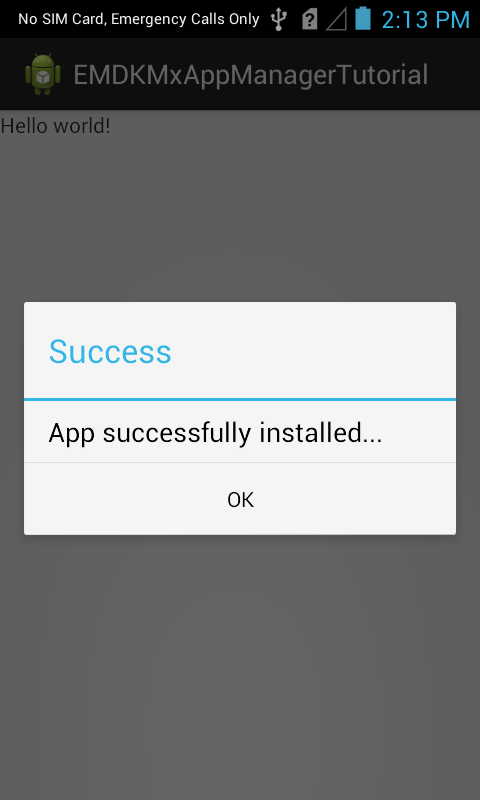 No SIM Card, Emergency Calls Only 2:13 PM
EMDKMxAppManagerTutorial
Hello world!
Success
App successfully installed...
OK